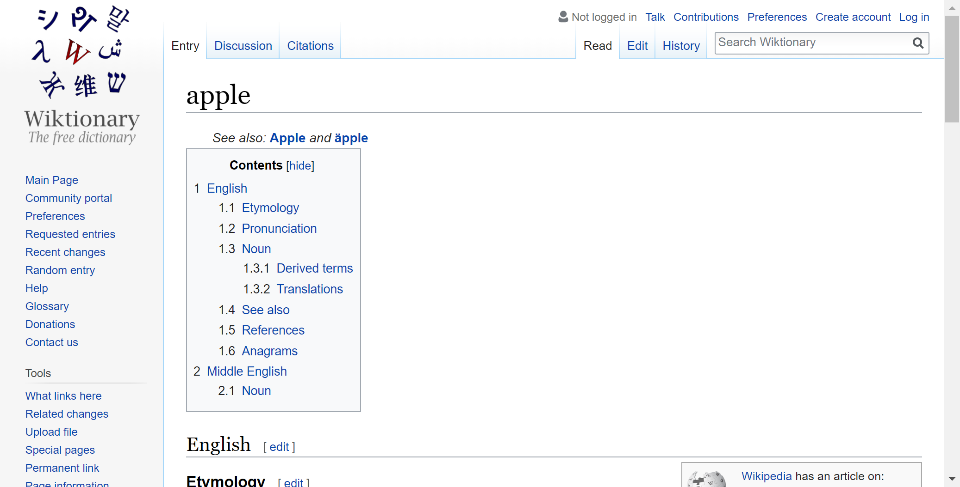 Not logged in Talk Contributions Preferences Create account Log in
Entry Discussion Citations Read Edit History Search Wiktionary
Wiktionary
The free dictionary
Main Page
Community portal
Preferences
Requested entries
Recent changes
Random entry
Help
Glossary
Donations
Contact us
Tools
What links here
Related changes
Upload file
Special pages
Permanent link
Page information
apple
See also: Apple and äpple
Contents [hide]
1 English
1.1 Etymology
1.2 Pronunciation
1.3 Noun
1.3.1 Derived terms
1.3.2 Translations
1.4 See also
1.5 References
1.6 Anagrams
2 Middle English
2.1 Noun
English [ edit ]
Etymology [ edit ]
Wikipedia has an article on: